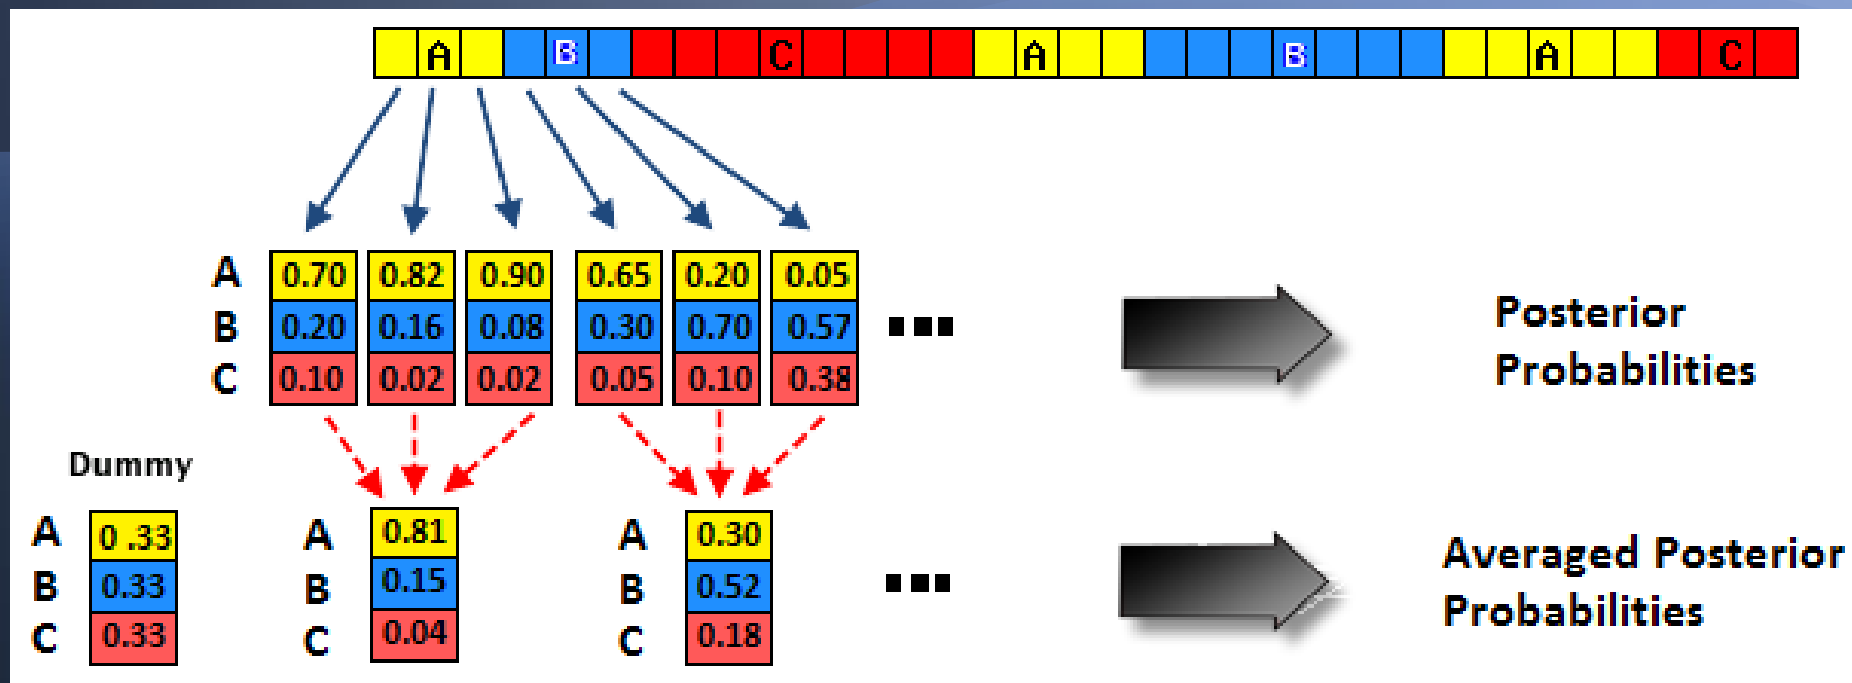 A B C A B A C
A 0.70 0.82 0.90 0.65 0.20 0.05
B 0.20 0.16 0.08 0.30 0.70 0.57
C 0.10 0.02 0.02 0.05 0.10 0.38
Posterior
Probabilities
Dummy
A 0 .33 A 0.81 A 0.30
B 0.33 B 0.15 B 0.52
C 0.33 C 0.04 C 0.18
Averaged Posterior
Probabilities